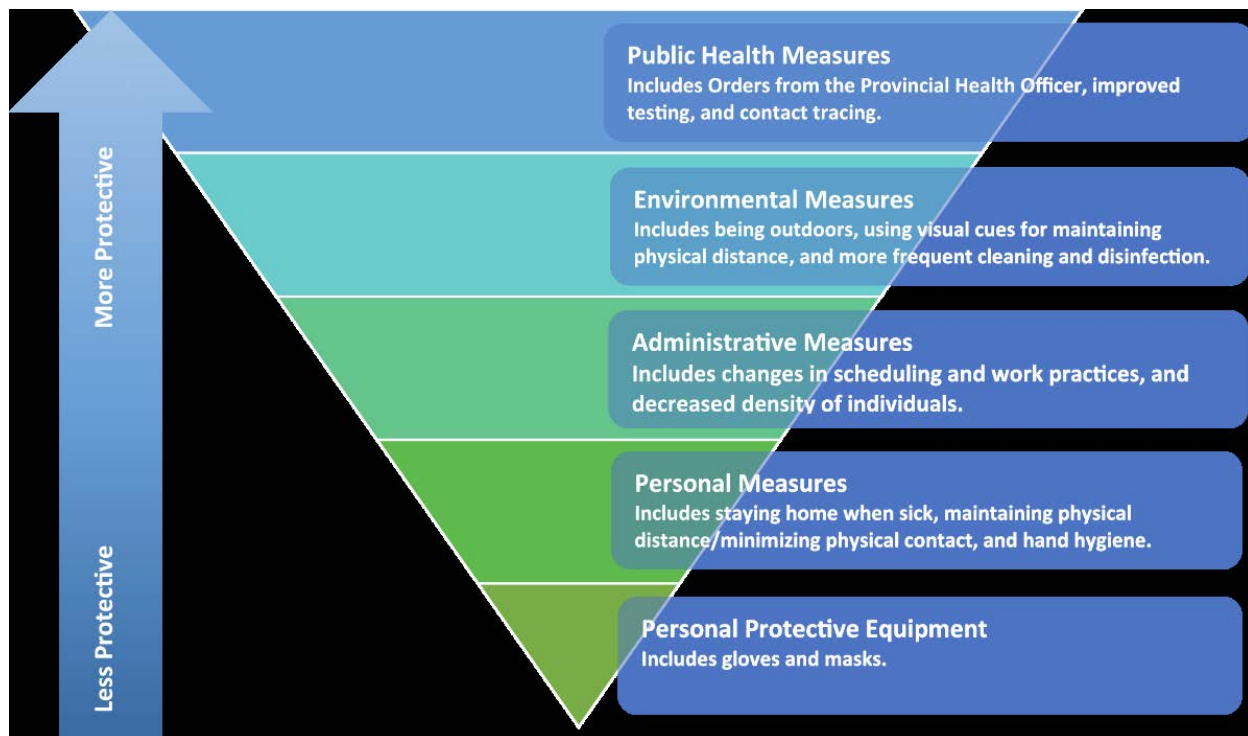 More Protective
Less Protective
Public Health Measures
Includes Orders from the Provincial Health Officer, improved
testing, and contact tracing.
Environmental Measures
Includes being outdoors, using visual cues for maintaining
physical distance, and more frequent cleaning and disinfection.
Administrative Measures
Includes changes in scheduling and work practices, and
decreased density of individuals.
Personal Measures
Includes staying home when sick, maintaining physical
distance/minimizing physical contact, and hand hygiene.
Personal Protective Equipment
Includes gloves and masks.